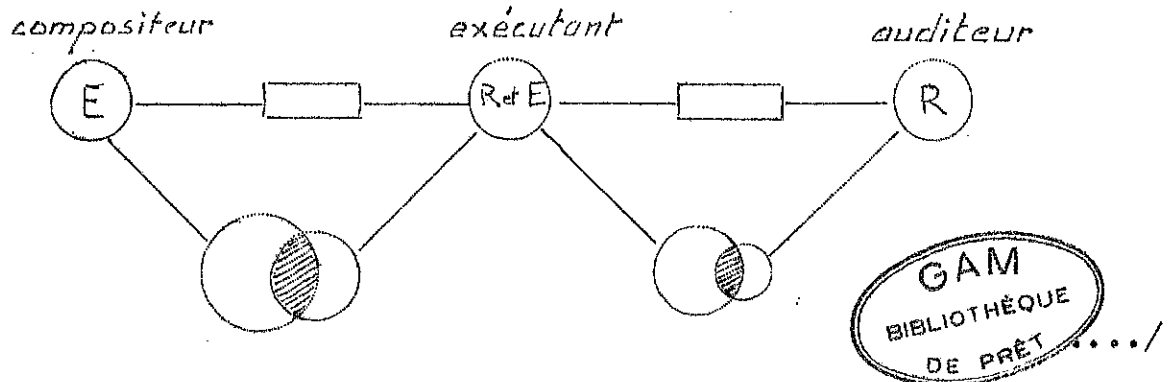 compositeur exécutant auditeur
E R et E R
GAM
BIBLIOTHÈQUE
DE PRÊT
..../